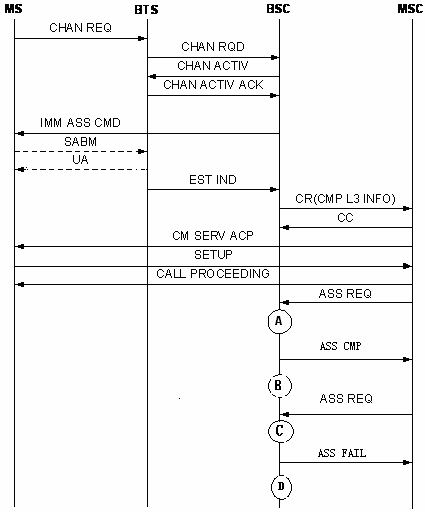 MS BTS BSC MSC
CHAN REQ
CHAN RQD
CHAN ACTIV
CHAN ACTIV ACK
IMM ASS CMD
SABM
UA
EST IND
CR(CMP L3 INFO)
CC
CM SERV ACP
SETUP
CALL PROCEEDING
ASS REQ
A
ASS CMP
B
ASS REQ
C
ASS FAIL
D